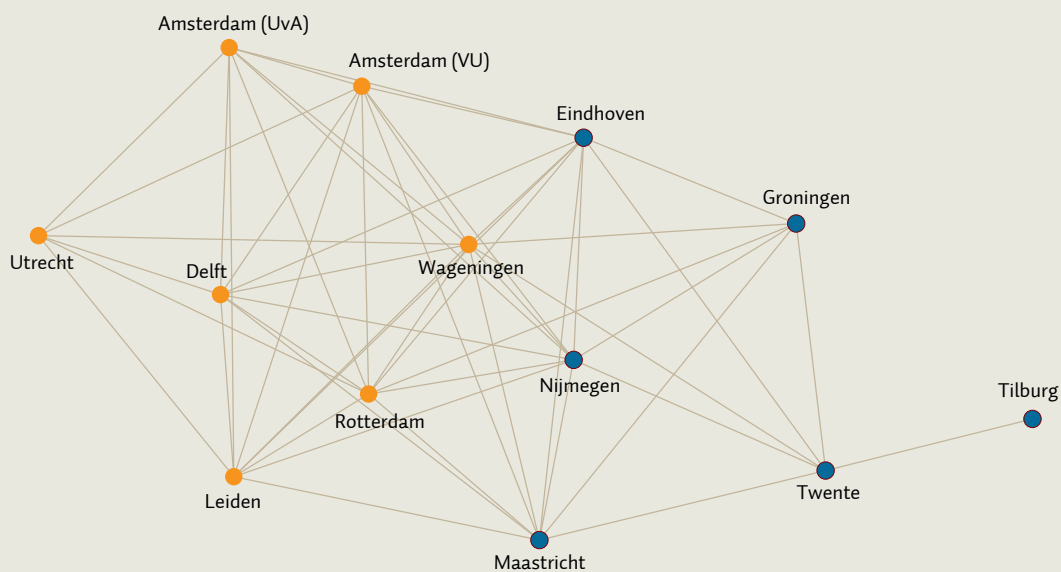 Amsterdam (UvA)
Amsterdam (VU)
Eindhoven
Groningen
Utrecht
Delft
Wageningen
Nijmegen
Tilburg
Rotterdam
Leiden
Twente
Maastricht